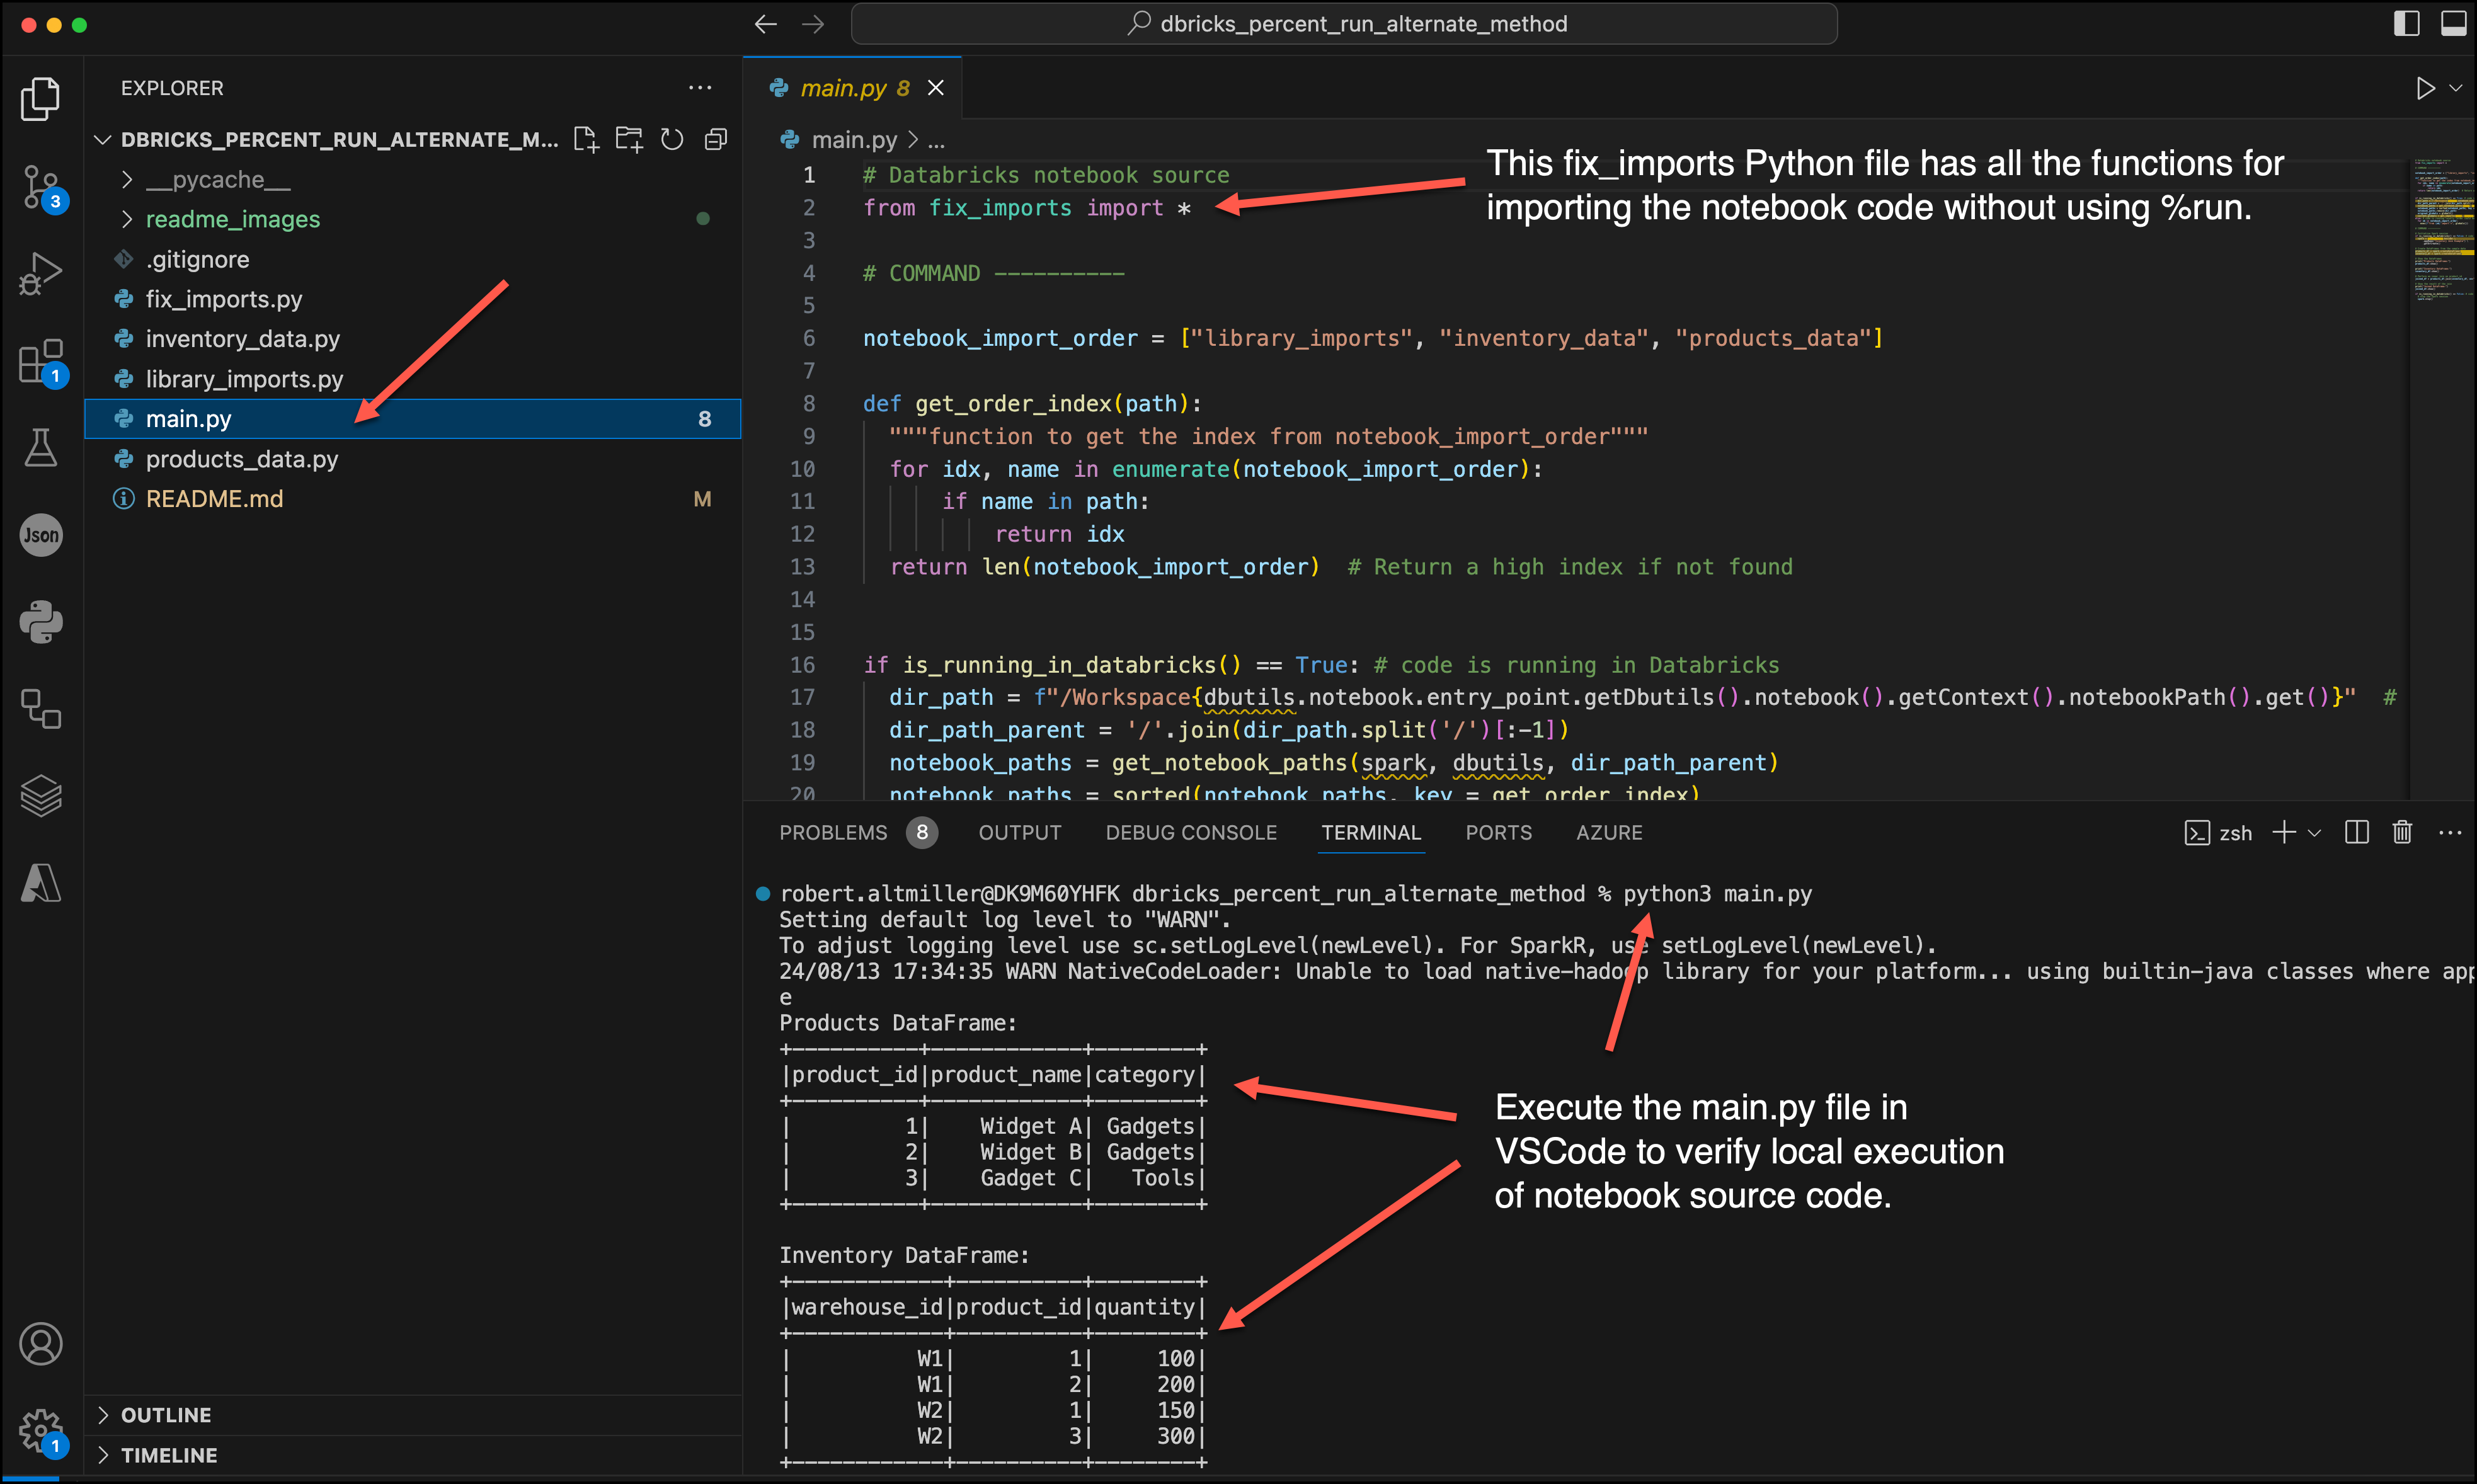 dbricks_percent_run_alternate_method
EXPLORER
DBRICKS_PERCENT_RUN_ALTERNATE_M...
__pycache__
readme_images
.gitignore
fix_imports.py
inventory_data.py
library_imports.py
main.py 8
products_data.py
README.md M
3
1
Json
1
OUTLINE
TIMELINE
main.py 8
main.py > ...
1 # Databricks notebook source
2 from fix_imports import *
3
4 # COMMAND ----------
5
6 notebook_import_order = ["library_imports", "inventory_data", "products_data"]
7
8 def get_order_index(path):
9 """function to get the index from notebook_import_order"""
10 for idx, name in enumerate(notebook_import_order):
11 if name in path:
12 return idx
13 return len(notebook_import_order)  # Return a high index if not found
14
15
16 if is_running_in_databricks() == True: # code is running in Databricks
17 dir_path = f"/Workspace{dbutils.notebook.entry_point.getDbutils().notebook().getContext().notebookPath().get()}"  #
18 dir_path_parent = '/'.join(dir_path.split('/')[:-1])
19 notebook_paths = get_notebook_paths(spark, dbutils, dir_path_parent)
20 notebook_paths = sorted(notebook_paths, key = get_order_index)
This fix_imports Python file has all the functions for
importing the notebook code without using %run.
PROBLEMS 8 OUTPUT DEBUG CONSOLE TERMINAL PORTS AZURE
zsh
robert.altmiller@DK9M60YHFK dbricks_percent_run_alternate_method % python3 main.py
Setting default log level to "WARN".
To adjust logging level use sc.setLogLevel(newLevel). For SparkR, use setLogLevel(newLevel).
24/08/13 17:34:35 WARN NativeCodeLoader: Unable to load native-hadoop library for your platform... using builtin-java classes where app
e
Products DataFrame:
+----------+------------+--------+
|product_id|product_name|category|
+----------+------------+--------+
|         1|    Widget A| Gadgets|
|         2|    Widget B| Gadgets|
|         3|    Gadget C|   Tools|
+----------+------------+--------+
Inventory DataFrame:
+------------+----------+--------+
|warehouse_id|product_id|quantity|
+------------+----------+--------+
|          W1|         1|     100|
|          W1|         2|     200|
|          W2|         1|     150|
|          W2|         3|     300|
+------------+----------+--------+
Execute the main.py file in
VSCode to verify local execution
of notebook source code.